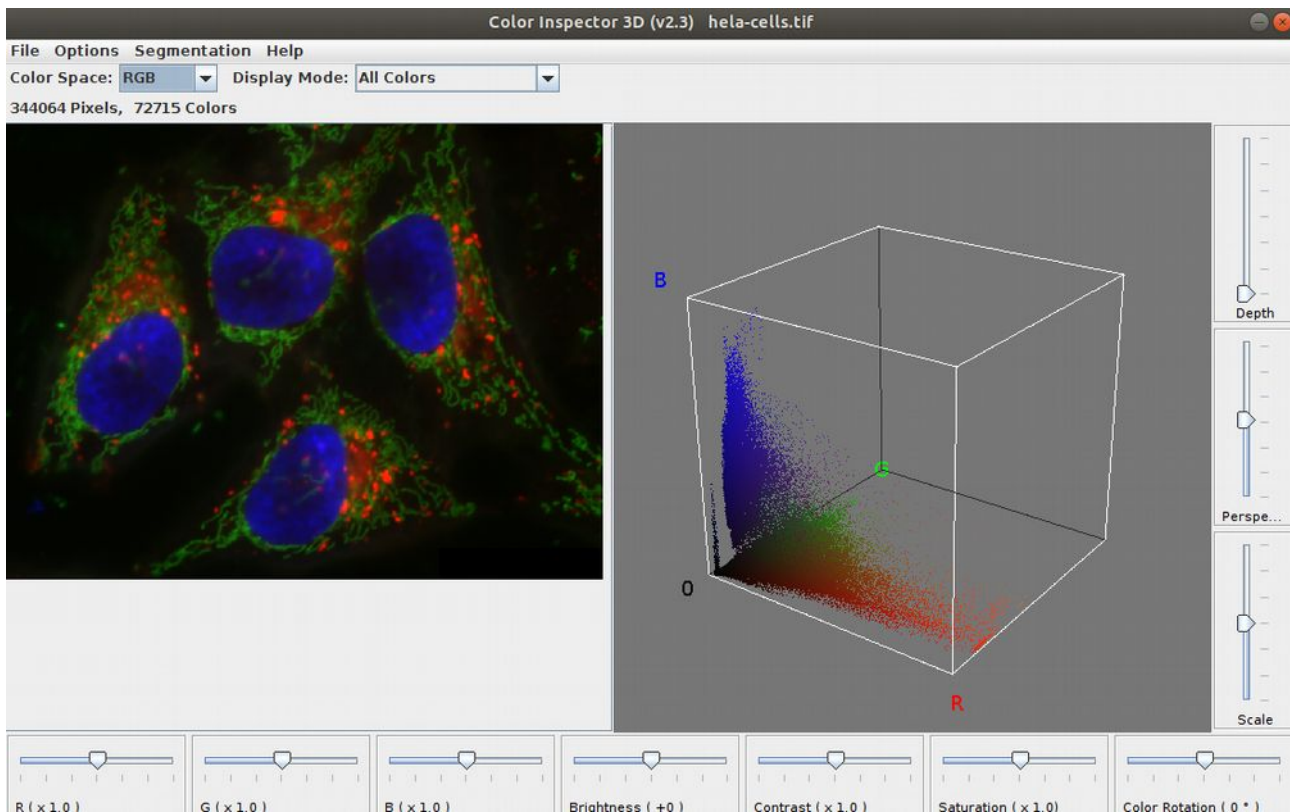 Color Inspector 3D (v2.3) hela-cells.tif
File Options Segmentation Help
Color Space: RGB Display Mode: All Colors
344064 Pixels, 72715 Colors
B
G
0
R
Depth
Perspe...
Scale
R ( x 1.0 ) G ( x 1.0 ) B ( x 1.0 ) Brightness ( +0 ) Contrast ( x 1.0 ) Saturation ( x 1.0) Color Rotation ( 0 ° )